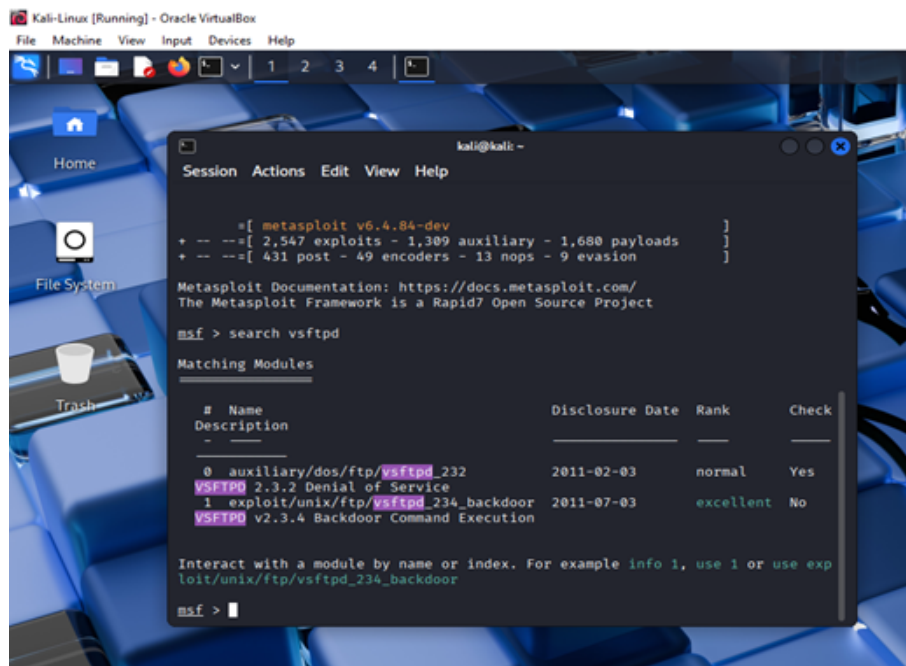 Kali-Linux [Running] - Oracle VirtualBox
File Machine View Input Devices Help
1 2 3 4
Home
File System
Trash
kali@kali: ~
Session Actions Edit View Help
=[ metasploit v6.4.84-dev ]
+ -- --=[ 2,547 exploits - 1,309 auxiliary - 1,680 payloads ]
+ -- --=[ 431 post - 49 encoders - 13 nops - 9 evasion ]
Metasploit Documentation: https://docs.metasploit.com/
The Metasploit Framework is a Rapid7 Open Source Project
msf > search vsftpd
Matching Modules
# Name Disclosure Date Rank Check
Description
0 auxiliary/dos/ftp/vsftpd_232 2011-02-03 normal Yes
VSFTPD 2.3.2 Denial of Service
1 exploit/unix/ftp/vsftpd_234_backdoor 2011-07-03 excellent No
VSFTPD v2.3.4 Backdoor Command Execution
Interact with a module by name or index. For example info 1, use 1 or use exp
loit/unix/ftp/vsftpd_234_backdoor
msf >